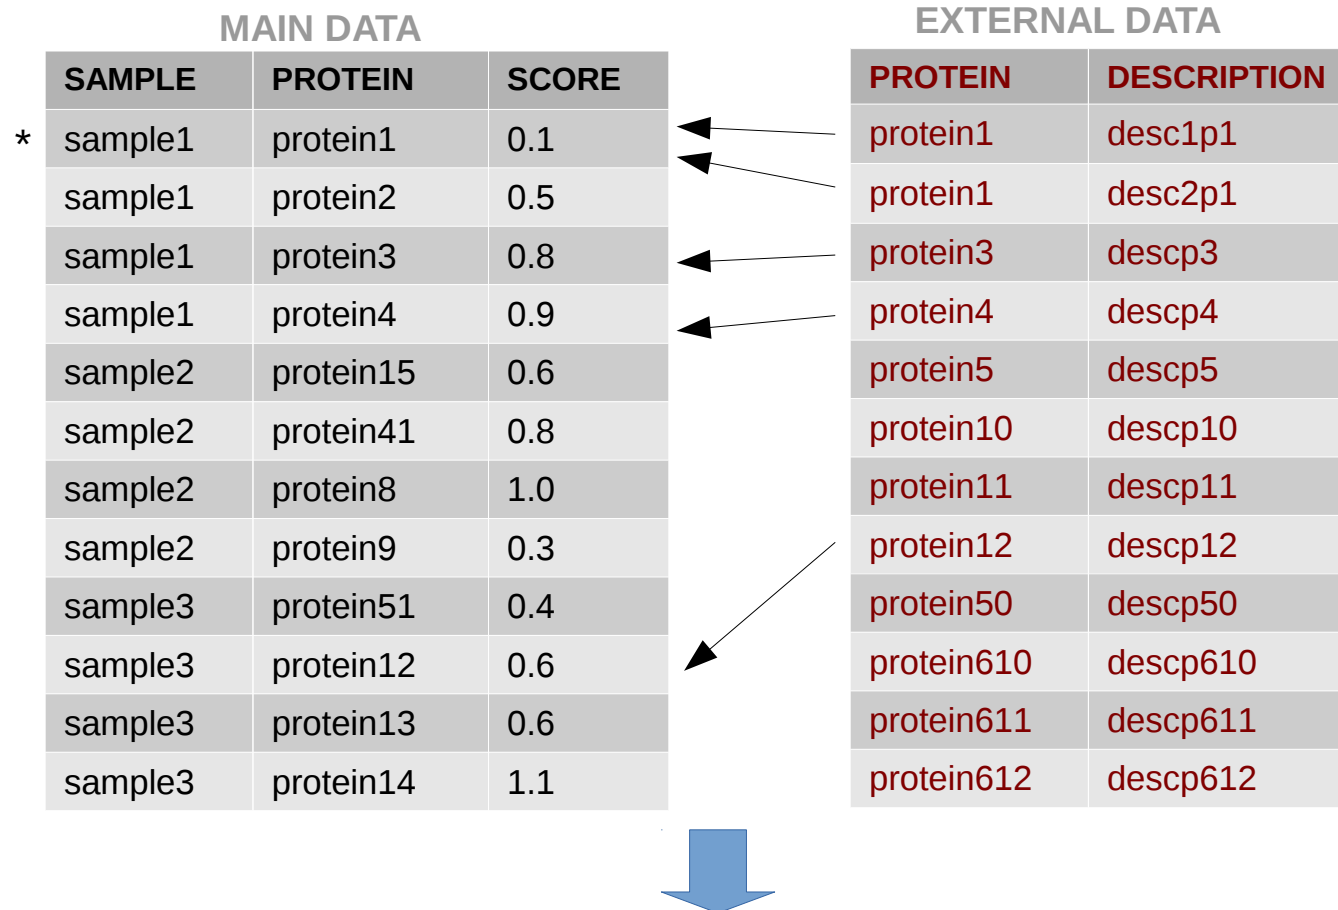 MAIN DATA
SAMPLE PROTEIN SCORE
* sample1 protein1 0.1
sample1 protein2 0.5
sample1 protein3 0.8
sample1 protein4 0.9
sample2 protein15 0.6
sample2 protein41 0.8
sample2 protein8 1.0
sample2 protein9 0.3
sample3 protein51 0.4
sample3 protein12 0.6
sample3 protein13 0.6
sample3 protein14 1.1
EXTERNAL DATA
PROTEIN DESCRIPTION
protein1 desc1p1
protein1 desc2p1
protein3 descp3
protein4 descp4
protein5 descp5
protein10 descp10
protein11 descp11
protein12 descp12
protein50 descp50
protein610 descp610
protein611 descp611
protein612 descp612